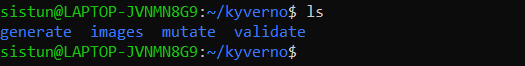 sistun@LAPTOP-JVNMN8G9:~/kyverno$ ls
generate  images  mutate  validate
sistun@LAPTOP-JVNMN8G9:~/kyverno$